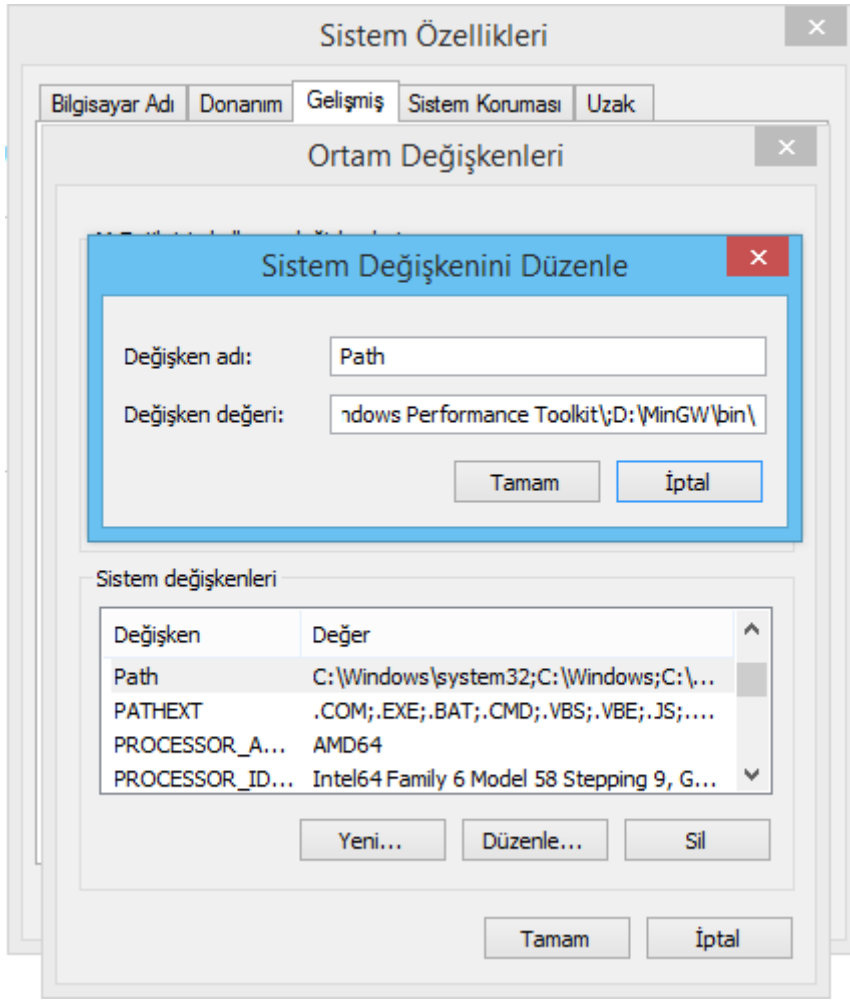 Sistem Özellikleri
Bilgisayar Adı Donanım Gelişmiş Sistem Koruması Uzak
Ortam Değişkenleri
Sistem Değişkenini Düzenle
Değişken adı: Path
Değişken değeri: ndows Performance Toolkit\;D:\MinGW\bin\
Tamam İptal
Sistem değişkenleri
Değişken Değer
Path C:\Windows\system32;C:\Windows;C:\...
PATHEXT .COM;.EXE;.BAT;.CMD;.VBS;.VBE;.JS;....
PROCESSOR_A... AMD64
PROCESSOR_ID... Intel64 Family 6 Model 58 Stepping 9, G...
Yeni... Düzenle... Sil
Tamam İptal